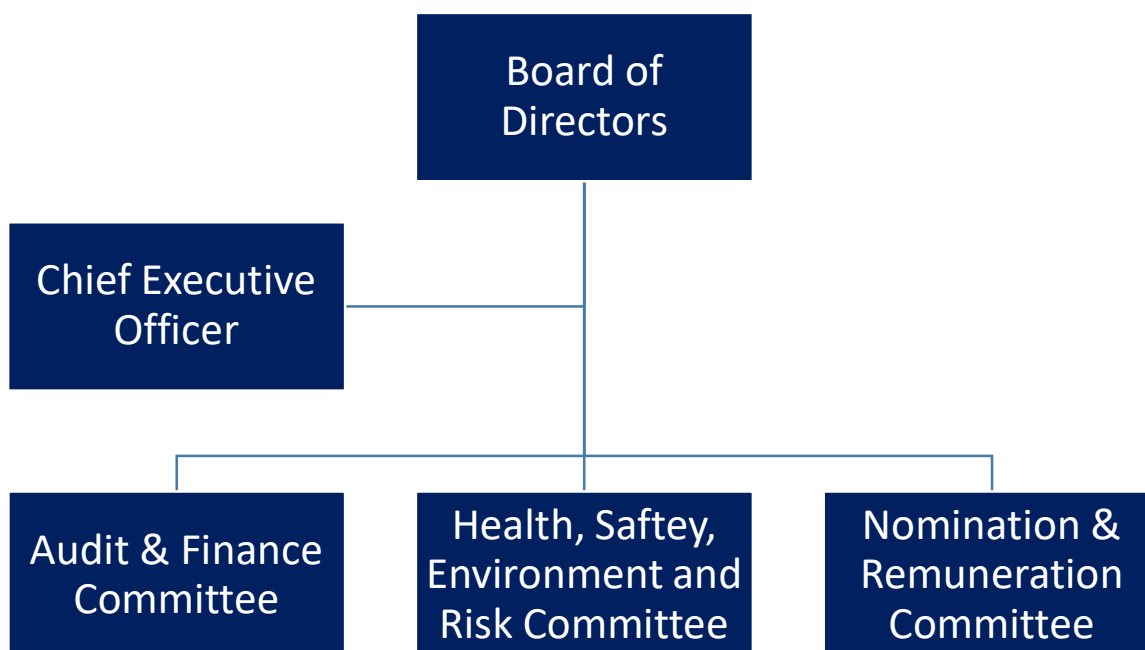 Board of
Directors
Chief Executive
Officer
Audit & Finance
Committee
Health, Saftey,
Environment and
Risk Committee
Nomination &
Remuneration
Committee